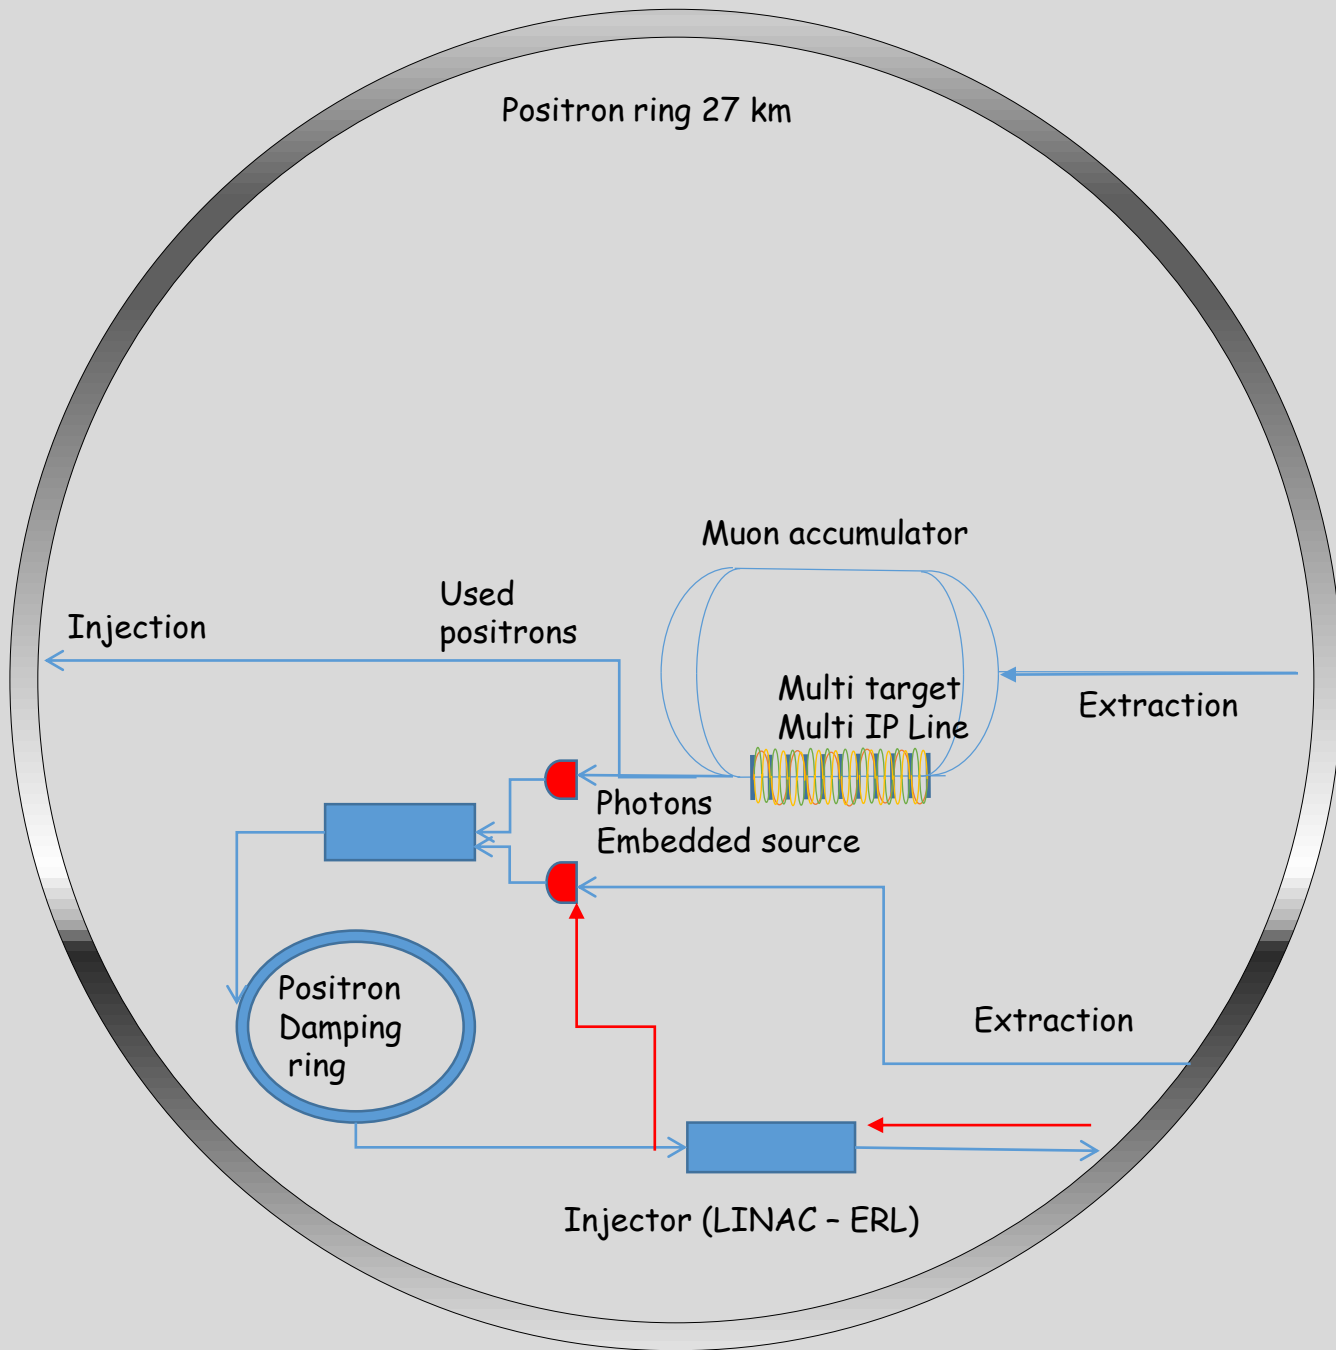 Positron ring 27 km
Muon accumulator
Used
positrons
Injection
Multi target
Multi IP Line
Extraction
Photons
Embedded source
Positron
Damping
ring
Extraction
Injector (LINAC – ERL)